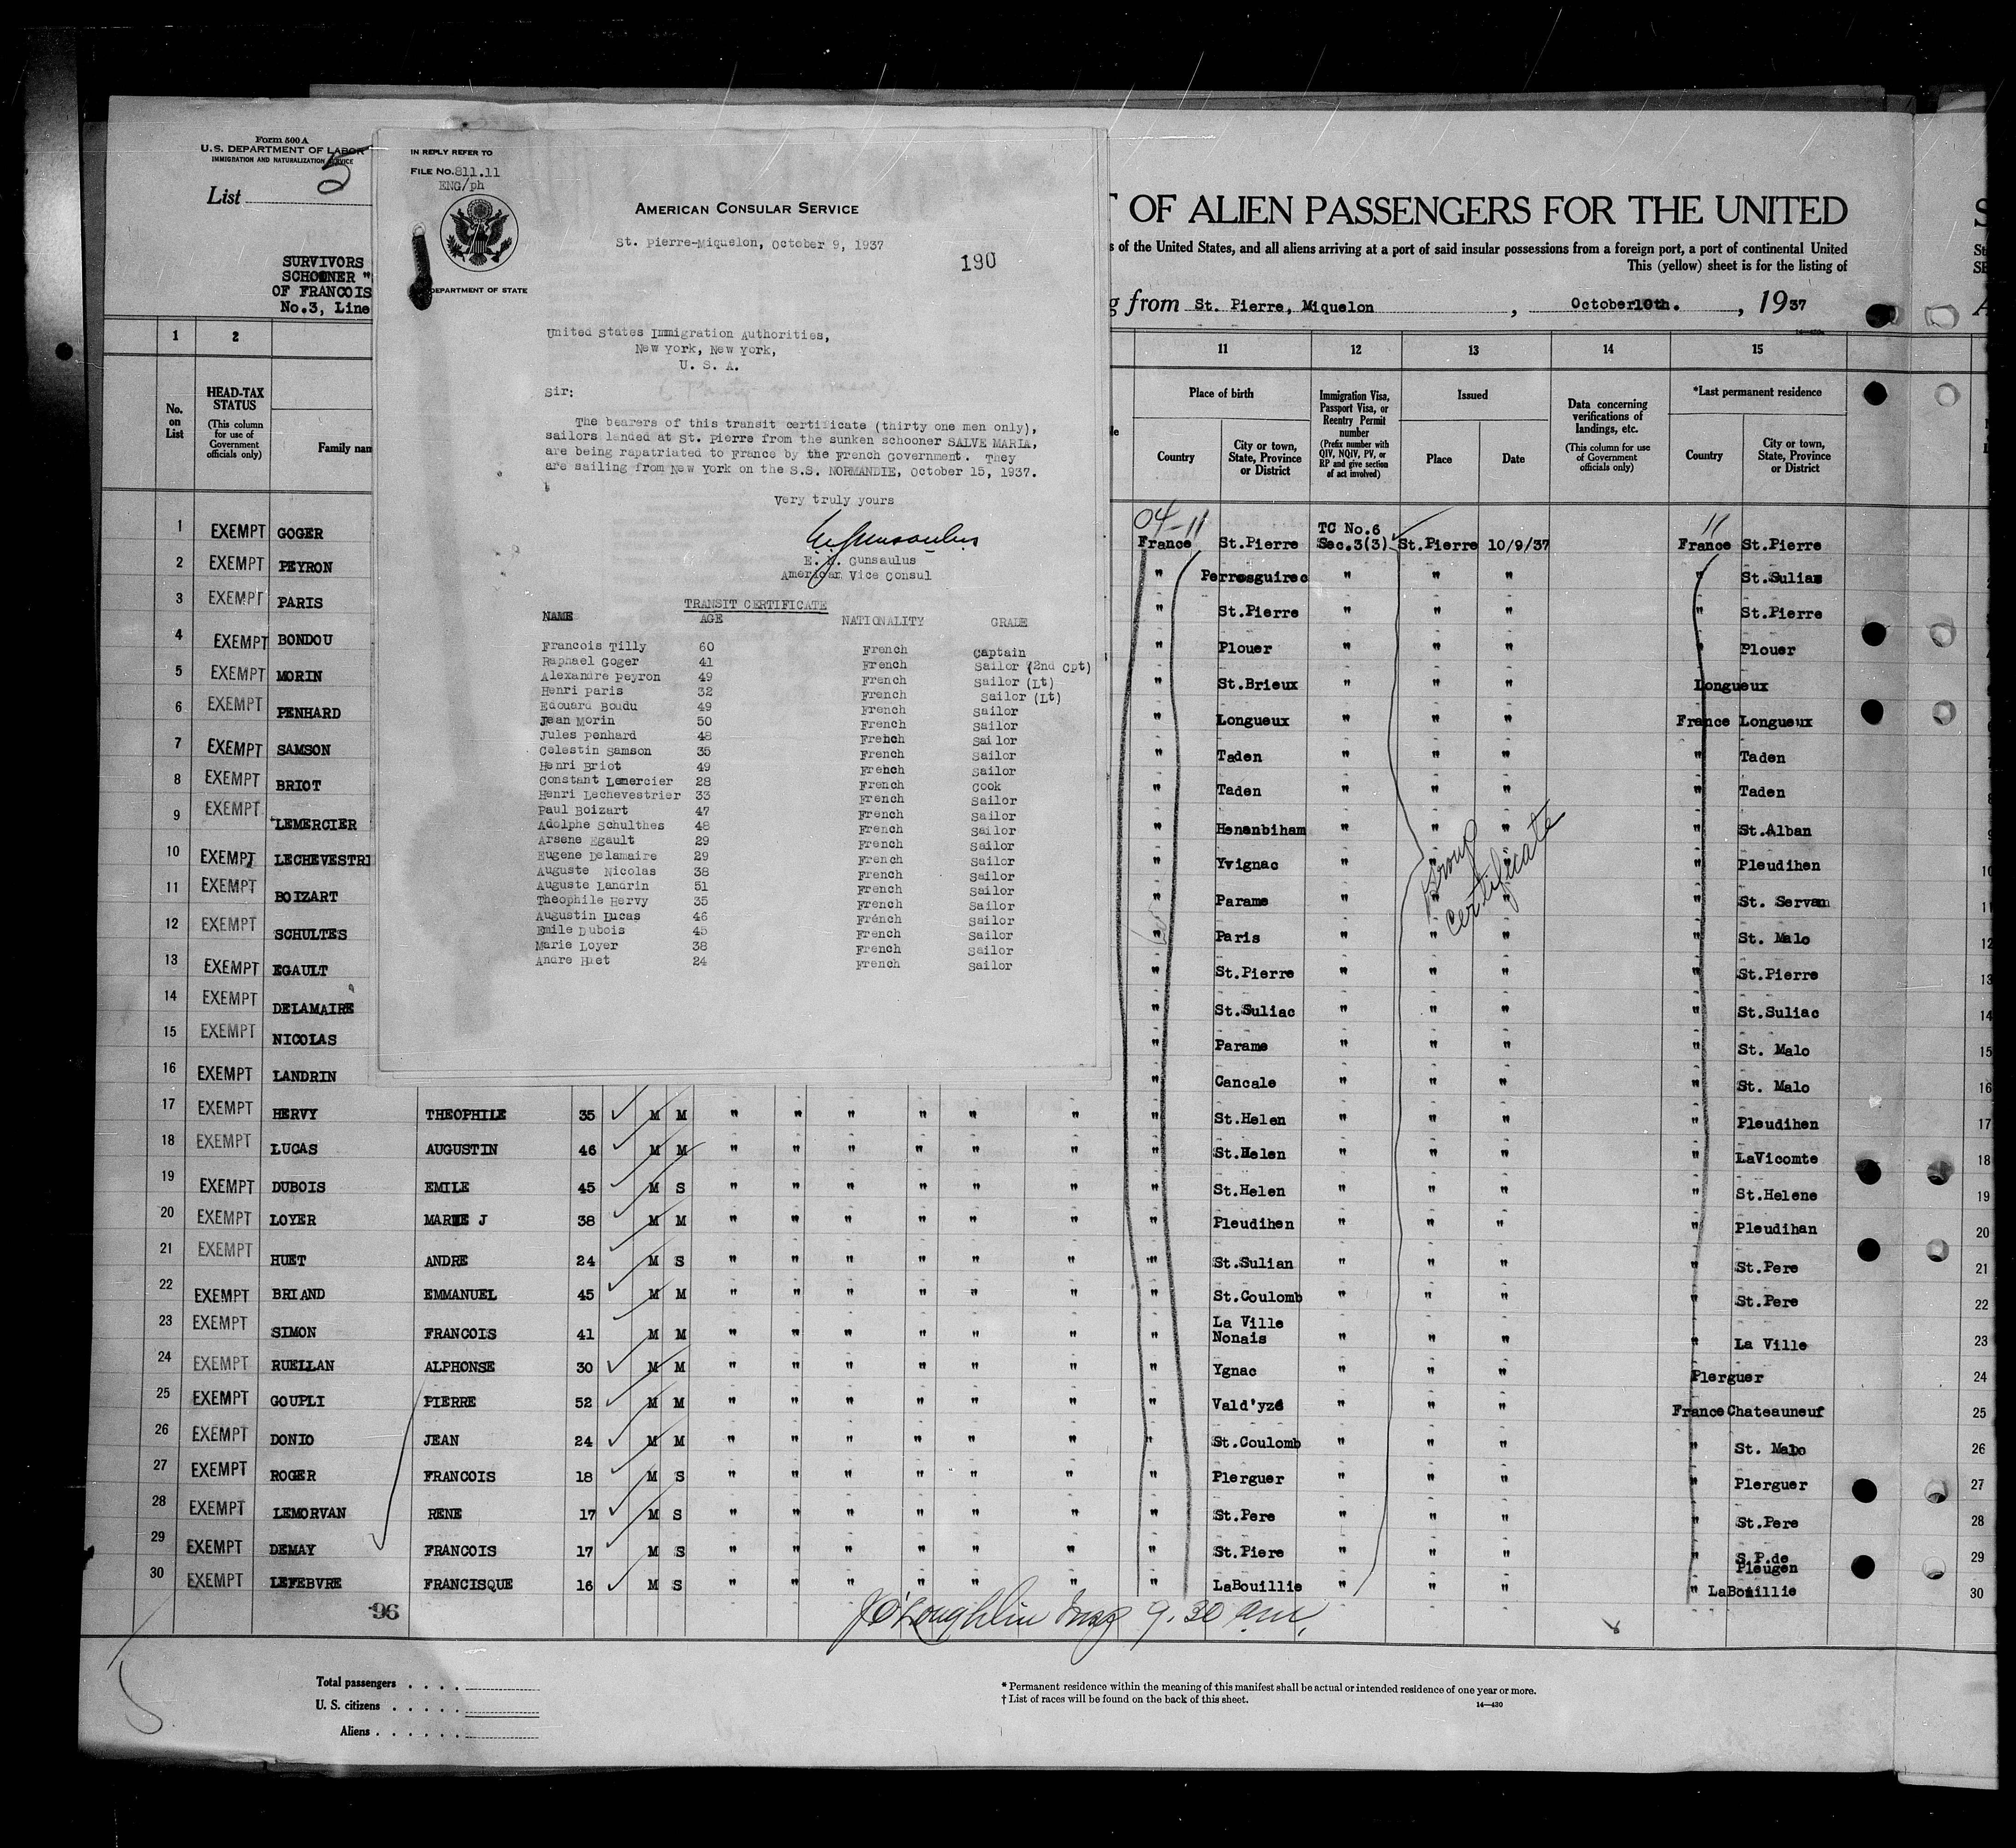 Form 500 A
U.S. DEPARTMENT OF LABOR
IMMIGRATION AND NATURALIZATION SERVICE
List 5
SURVIVORS
SCHOONER "
OF FRANCOIS
No.3, Line
IN REPLY REFER TO
FILE No. 811.11
ENG/ph
AMERICAN CONSULAR SERVICE
St. Pierre-Miquelon, October 9, 1937
190
DEPARTMENT OF STATE
United States Immigration Authorities,
New York, New York,
U. S. A.
Sir:
The bearers of this transit certificate (thirty one men only),
sailors landed at St. Pierre from the sunken schooner SALVE MARIA,
are being rapatriated to France by the French Government. They
are sailing from New York on the S.S. NORMANDIE, October 15, 1937.
Very truly yours
American Vice Consul
TRANSIT CERTIFICATE
NAME AGE NATIONALITY GRADE
Francois Tilly 60 French Captain
Raphael Goger 41 French Sailor (2nd Cpt)
Alexandre Peyron 49 French Sailor (Lt)
Henri Paris 32 French Sailor (Lt)
Edouard Boudu 49 French Sailor
Jean Morin 50 French Sailor
Jules Penhard 48 French Sailor
Celestin Samson 35 French Sailor
Henri Briot 49 French Sailor
Constant Lemercier 28 French Cook
Henri Lechevestrier 33 French Sailor
Paul Boizart 47 French Sailor
Adolphe Schulthes 48 French Sailor
Arsene Egault 29 French Sailor
Eugene Delamaire 29 French Sailor
Auguste Nicolas 38 French Sailor
Auguste Landrin 51 French Sailor
Theophile Hervy 35 French Sailor
Augustin Lucas 46 French Sailor
Emile Dubois 45 French Sailor
Marie Loyer 38 French Sailor
Andre Huet 24 French Sailor
OF ALIEN PASSENGERS FOR THE UNITED
s of the United States, and all aliens arriving at a port of said insular possessions from a foreign port, a port of continental United
This (yellow) sheet is for the listing of
g from St. Pierre, Miquelon, October 10th., 1937
1 2 11 12 13 14 15
No. on List
HEAD-TAX STATUS
(This column for use of Government officials only)
Family nam
Place of birth
Country
City or town, State, Province or District
Immigration Visa, Passport Visa, or Reentry Permit number
(Prefix number with QIV, NQIV, PV, or RP and give section of act involved)
Issued
Place
Date
Data concerning verifications of landings, etc.
(This column for use of Government officials only)
*Last permanent residence
Country
City or town, State, Province or District
04-11 11
1 EXEMPT GOGER France St.Pierre TC No.6 Sec.3(3) St.Pierre 10/9/37 France St.Pierre
2 EXEMPT PEYRON " Perrosguirec " " " " St.Sulias
3 EXEMPT PARIS " St.Pierre " " " " St.Pierre
4 EXEMPT BONDOU " Plouer " " " " Plouer
5 EXEMPT MORIN " St.Brieux " " " Longueux
6 EXEMPT PENHARD " Longueux " " " France Longueux
7 EXEMPT SAMSON " Taden " " " " Taden
8 EXEMPT BRIOT " Taden " " " " Taden
9 EXEMPT LEMERCIER " Henenbiham " " " " St.Alban
10 EXEMPT LECHEVESTRI " Yvignac " " " " Pleudihen
11 EXEMPT BOIZART " Parame " " " " St. Servan
12 EXEMPT SCHULTES " Paris " " " " St. Malo
13 EXEMPT EGAULT " St.Pierre " " " " St.Pierre
14 EXEMPT DELAMAIRE " St.Suliac " " " " St.Suliac
15 EXEMPT NICOLAS " Parame " " " " St. Malo
16 EXEMPT LANDRIN " Cancale " " " " St. Malo
17 EXEMPT HERVY THEOPHILE 35 M M " " " " " " " St.Helen " " " " Pleudihen
18 EXEMPT LUCAS AUGUSTIN 46 M M " " " " " " " St.Helen " " " " LaVicomte
19 EXEMPT DUBOIS EMILE 45 M S " " " " " " " St.Helen " " " " St.Helene
20 EXEMPT LOYER MARIE J 38 M M " " " " " " " Pleudihen " " " " Pleudihan
21 EXEMPT HUET ANDRE 24 M S " " " " " " " St.Sulian " " " " St.Pere
22 EXEMPT BRIAND EMMANUEL 45 M M " " " " " " " St.Coulomb " " " " St.Pere
23 EXEMPT SIMON FRANCOIS 41 M M " " " " " " " La Ville Nonais " " " " La Ville
24 EXEMPT RUELLAN ALPHONSE 30 M M " " " " " " " Ygnac " " " Plerguer
25 EXEMPT GOUPLI PIERRE 52 M M " " " " " " " Vald'yzé " " " France Chateauneuf
26 EXEMPT DONIO JEAN 24 M M " " " " " " " St.Coulomb " " " " St. Malo
27 EXEMPT ROGER FRANCOIS 18 M S " " " " " " " Plerguer " " " " Plerguer
28 EXEMPT LEMORVAN RENE 17 M S " " " " " " " St.Pere " " " " St.Pere
29 EXEMPT DEMAY FRANCOIS 17 M S " " " " " " " St.Piere " " " " S.P.de Pleugen
30 EXEMPT LEFEBVRE FRANCISQUE 16 M S " " " " " " " LaBouillie " " " " LaBouillie
Group certificate
96
J O'Loughlin Insp 9.30 am.
Total passengers
U. S. citizens
Aliens
* Permanent residence within the meaning of this manifest shall be actual or intended residence of one year or more.
† List of races will be found on the back of this sheet.
14—430